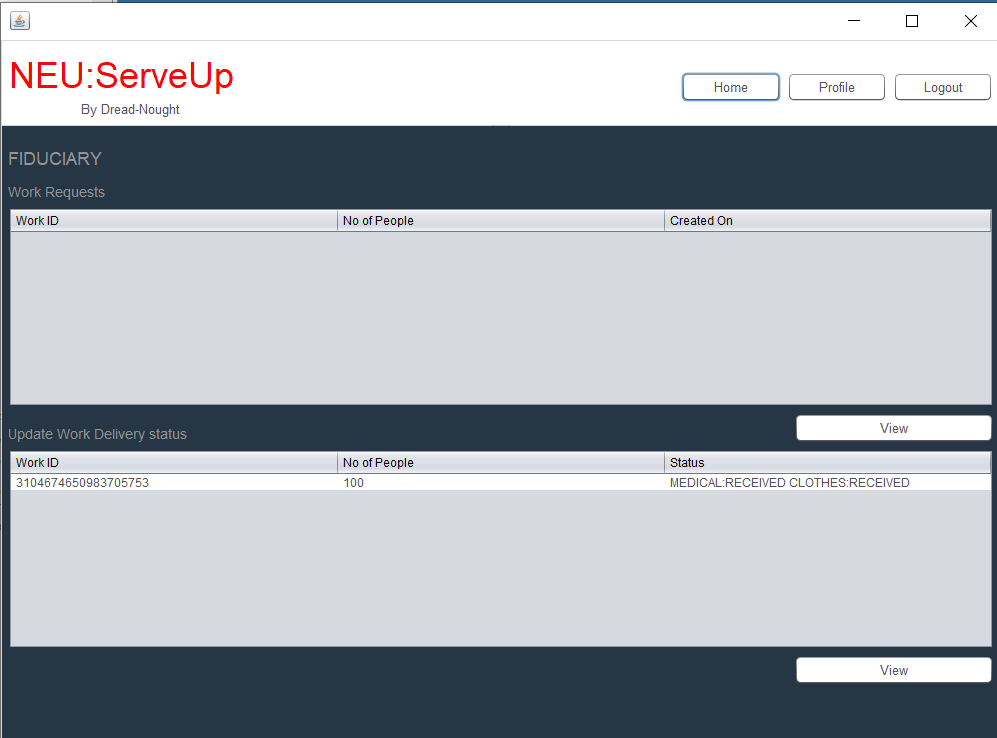 NEU:ServeUp
By Dread-Nought
Home Profile Logout
FIDUCIARY
Work Requests
Work ID No of People Created On
View
Update Work Delivery status
Work ID No of People Status
3104674650983705753 100 MEDICAL:RECEIVED CLOTHES:RECEIVED
View